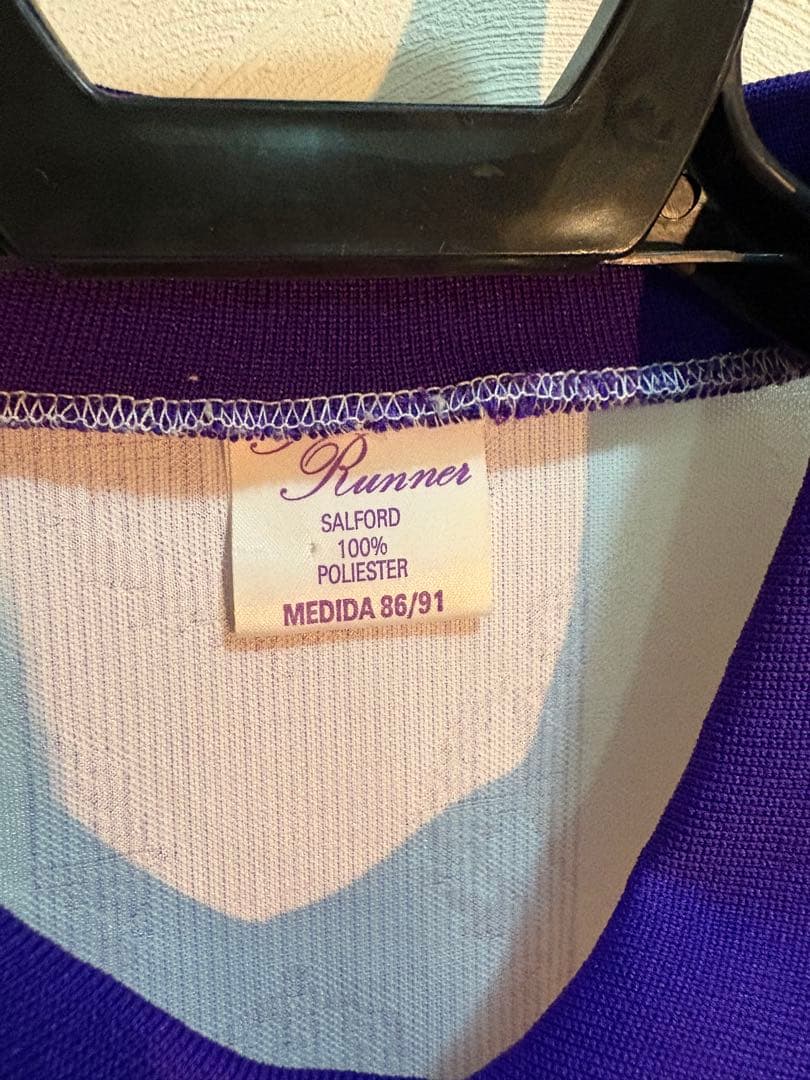 Runner
SALFORD
100%
POLIESTER
MEDIDA 86/91